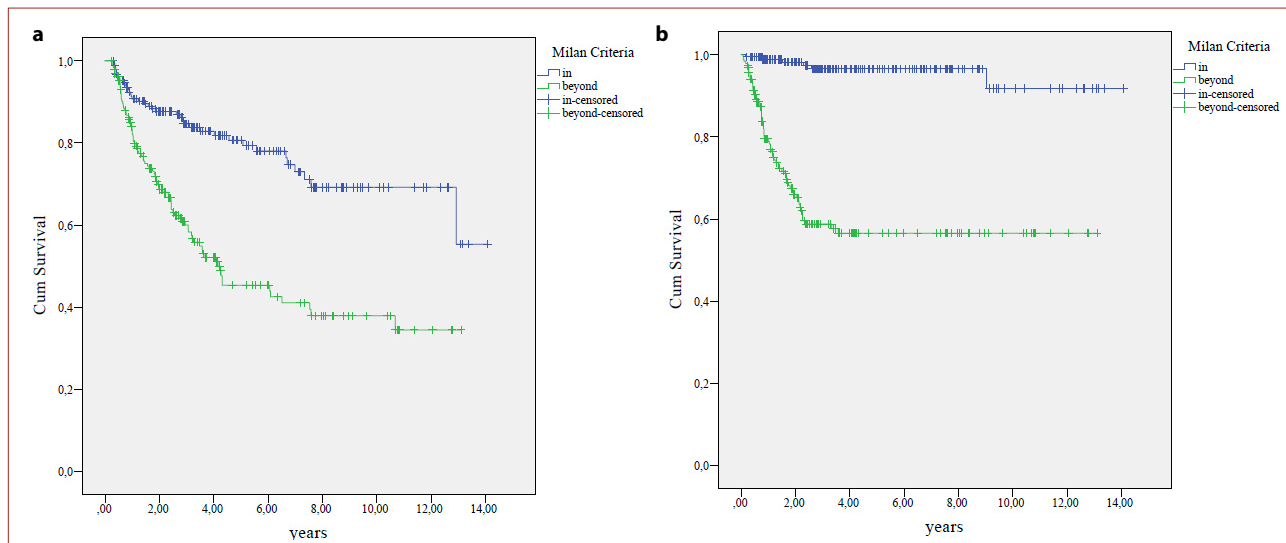 a
Milan Criteria
in
beyond
in-censored
beyond-censored
1,0
0,8
0,6
0,4
0,2
0,0
Cum Survival
,00 2,00 4,00 6,00 8,00 10,00 12,00 14,00
years
b
Milan Criteria
in
beyond
in-censored
beyond-censored
1,0
0,8
0,6
0,4
0,2
0,0
Cum Survival
,00 2,00 4,00 6,00 8,00 10,00 12,00 14,00
years